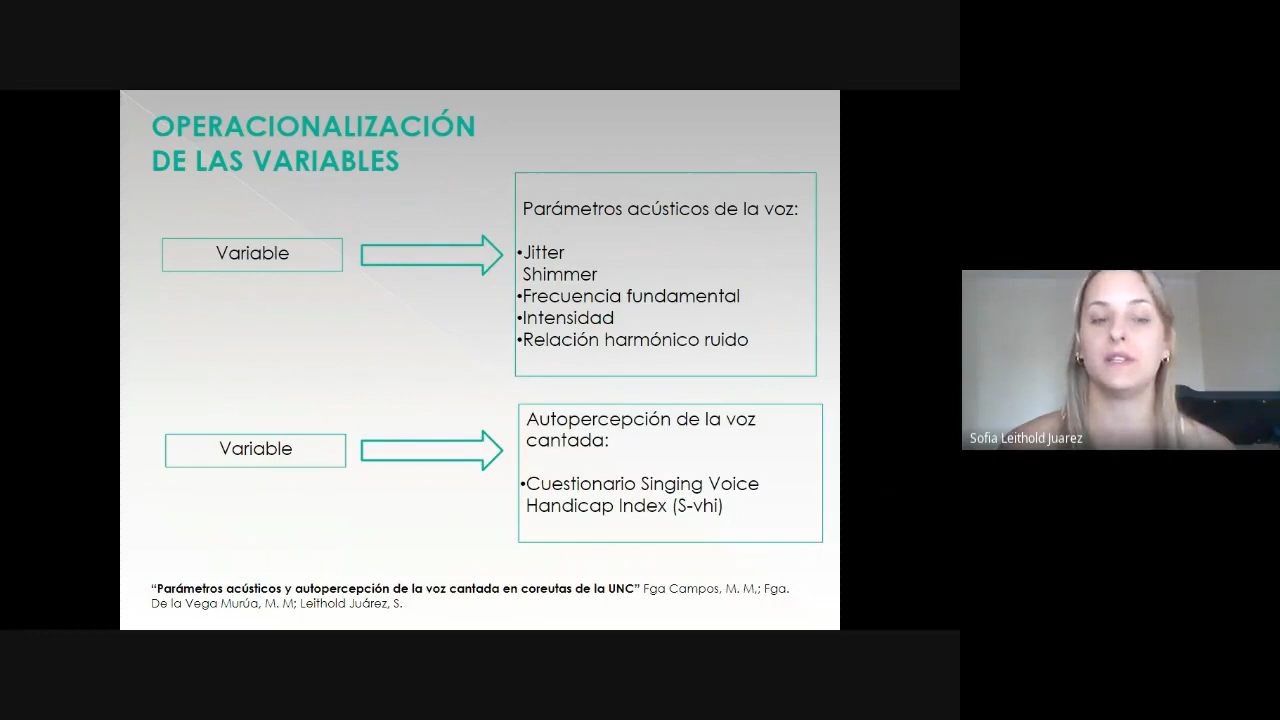 OPERACIONALIZACIÓN
DE LAS VARIABLES
Variable
Parámetros acústicos de la voz:
•Jitter
Shimmer
•Frecuencia fundamental
•Intensidad
•Relación harmónico ruido
Variable
Autopercepción de la voz
cantada:
•Cuestionario Singing Voice
Handicap Index (S-vhi)
“Parámetros acústicos y autopercepción de la voz cantada en coreutas de la UNC” Fga Campos, M. M.; Fga.
De la Vega Murúa, M. M; Leithold Juárez, S.
Sofia Leithold Juarez